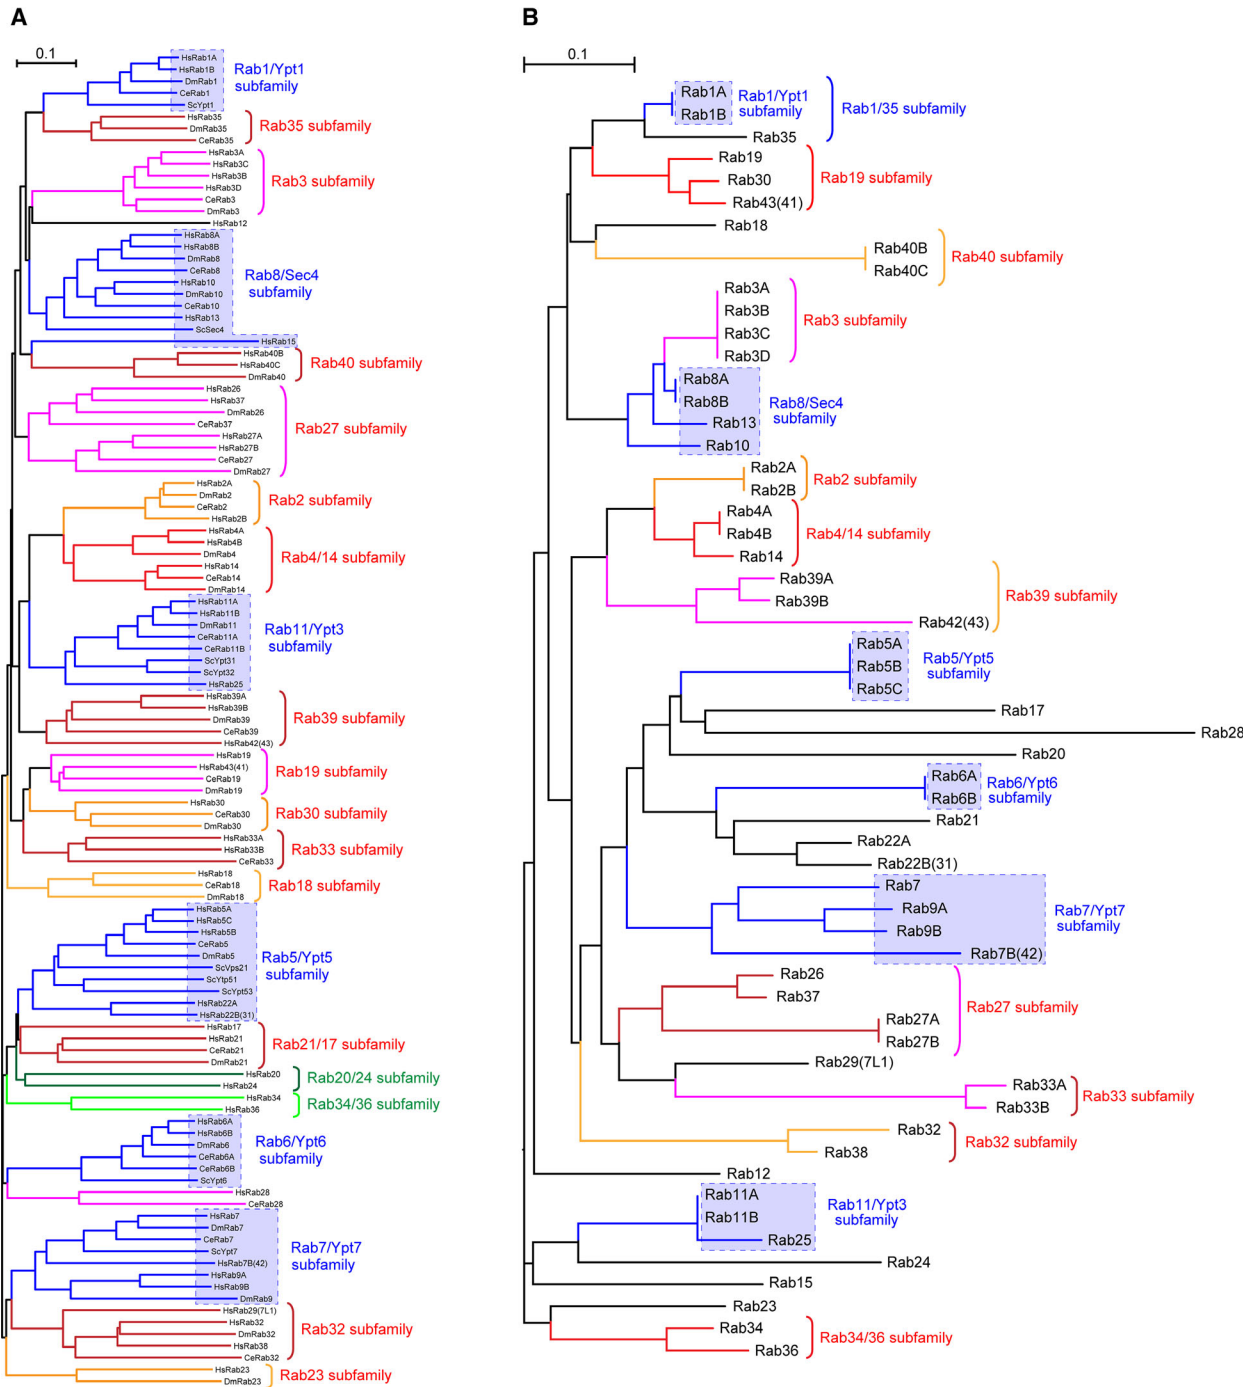 A
0.1
HsRab1A
HsRab1B
DmRab1
CeRab1
ScYpt1
Rab1/Ypt1
subfamily
HsRab35
DmRab35
CeRab35
Rab35 subfamily
HsRab3A
HsRab3C
HsRab3B
HsRab3D
CeRab3
DmRab3
Rab3 subfamily
HsRab12
HsRab8A
HsRab8B
DmRab8
CeRab8
HsRab10
DmRab10
CeRab10
HsRab13
ScSec4
HsRab15
Rab8/Sec4
subfamily
HsRab40B
HsRab40C
DmRab40
Rab40 subfamily
HsRab26
HsRab37
DmRab26
CeRab37
HsRab27A
HsRab27B
CeRab27
DmRab27
Rab27 subfamily
HsRab2A
DmRab2
CeRab2
HsRab2B
Rab2 subfamily
HsRab4A
HsRab4B
DmRab4
HsRab14
CeRab14
DmRab14
Rab4/14 subfamily
HsRab11A
HsRab11B
DmRab11
CeRab11A
CeRab11B
ScYpt31
ScYpt32
HsRab25
Rab11/Ypt3
subfamily
HsRab39A
HsRab39B
DmRab39
CeRab39
HsRab42(43)
Rab39 subfamily
HsRab19
HsRab43(41)
CeRab19
DmRab19
Rab19 subfamily
HsRab30
CeRab30
DmRab30
Rab30 subfamily
HsRab33A
HsRab33B
CeRab33
Rab33 subfamily
HsRab18
CeRab18
DmRab18
Rab18 subfamily
HsRab5A
HsRab5C
HsRab5B
CeRab5
DmRab5
ScVps21
ScYtp51
ScYpt53
HsRab22A
HsRab22B(31)
Rab5/Ypt5
subfamily
HsRab17
HsRab21
CeRab21
DmRab21
Rab21/17 subfamily
HsRab20
HsRab24
Rab20/24 subfamily
HsRab34
HsRab36
Rab34/36 subfamily
HsRab6A
HsRab6B
DmRab6
CeRab6A
CeRab6B
ScYpt6
Rab6/Ypt6
subfamily
HsRab28
CeRab28
HsRab7
DmRab7
CeRab7
ScYpt7
HsRab7B(42)
HsRab9A
HsRab9B
DmRab9
Rab7/Ypt7
subfamily
HsRab29(7L1)
HsRab32
DmRab32
HsRab38
CeRab32
Rab32 subfamily
HsRab23
DmRab23
Rab23 subfamily
B
0.1
Rab1A
Rab1B
Rab1/Ypt1
subfamily
Rab35
Rab1/35 subfamily
Rab19
Rab30
Rab43(41)
Rab19 subfamily
Rab18
Rab40B
Rab40C
Rab40 subfamily
Rab3A
Rab3B
Rab3C
Rab3D
Rab3 subfamily
Rab8A
Rab8B
Rab13
Rab10
Rab8/Sec4
subfamily
Rab2A
Rab2B
Rab2 subfamily
Rab4A
Rab4B
Rab14
Rab4/14 subfamily
Rab39A
Rab39B
Rab42(43)
Rab39 subfamily
Rab5A
Rab5B
Rab5C
Rab5/Ypt5
subfamily
Rab17
Rab28
Rab20
Rab6A
Rab6B
Rab6/Ypt6
subfamily
Rab21
Rab22A
Rab22B(31)
Rab7
Rab9A
Rab9B
Rab7B(42)
Rab7/Ypt7
subfamily
Rab26
Rab37
Rab27A
Rab27B
Rab27 subfamily
Rab29(7L1)
Rab33A
Rab33B
Rab33 subfamily
Rab32
Rab38
Rab32 subfamily
Rab12
Rab11A
Rab11B
Rab25
Rab11/Ypt3
subfamily
Rab24
Rab15
Rab23
Rab34
Rab36
Rab34/36 subfamily